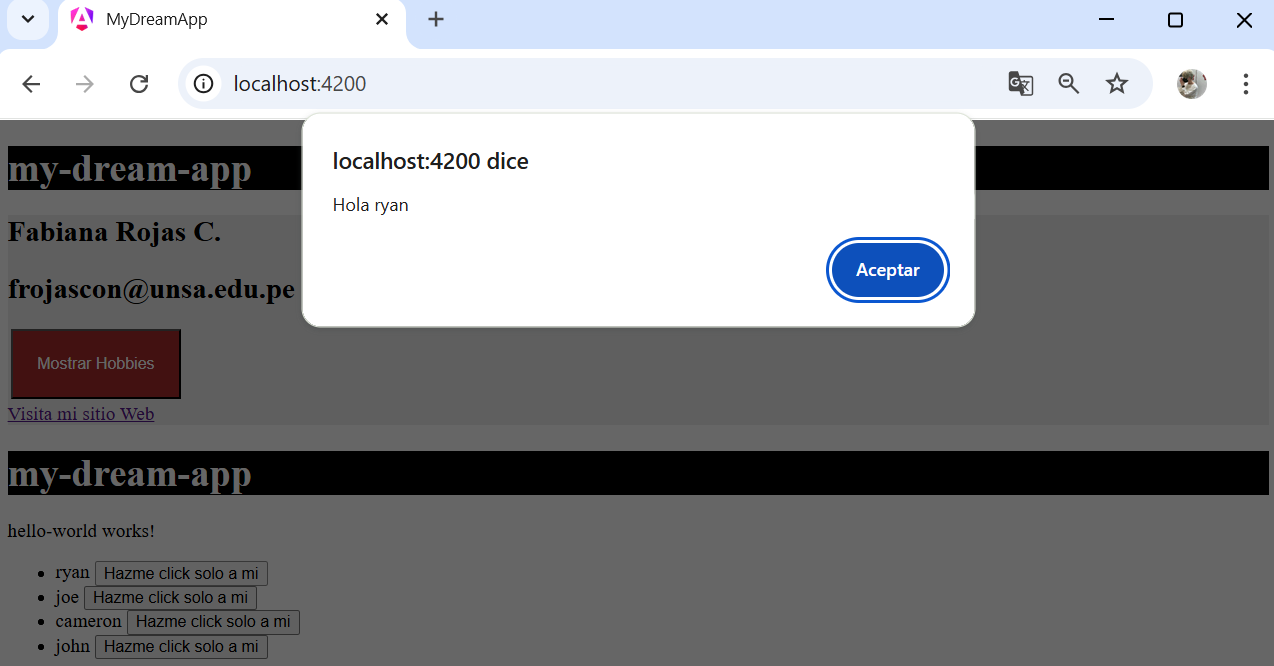 MyDreamApp
localhost:4200
localhost:4200 dice
Hola ryan
Aceptar
my-dream-app
Fabiana Rojas C.
frojascon@unsa.edu.pe
Mostrar Hobbies
Visita mi sitio Web
my-dream-app
hello-world works!
ryan Hazme click solo a mi
joe Hazme click solo a mi
cameron Hazme click solo a mi
john Hazme click solo a mi